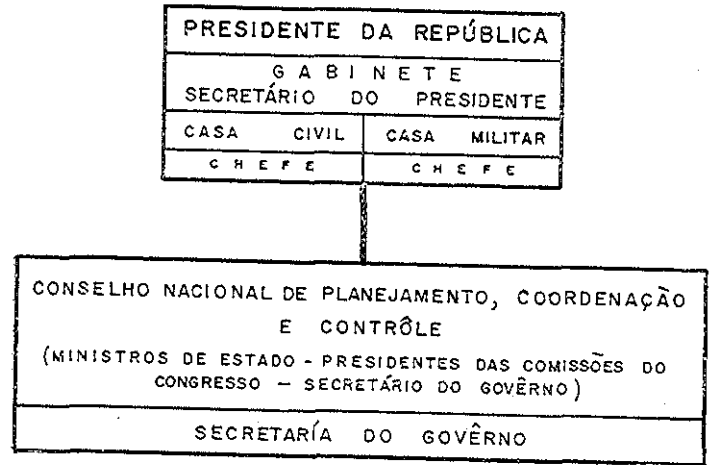 PRESIDENTE DA REPÚBLICA
GABINETE
SECRETÁRIO DO PRESIDENTE
CASA CIVIL CASA MILITAR
CHEFE CHEFE
CONSELHO NACIONAL DE PLANEJAMENTO, COORDENAÇÃO
E CONTRÔLE
(MINISTROS DE ESTADO - PRESIDENTES DAS COMISSÕES DO
CONGRESSO - SECRETÁRIO DO GOVÊRNO)
SECRETARÍA DO GOVÊRNO